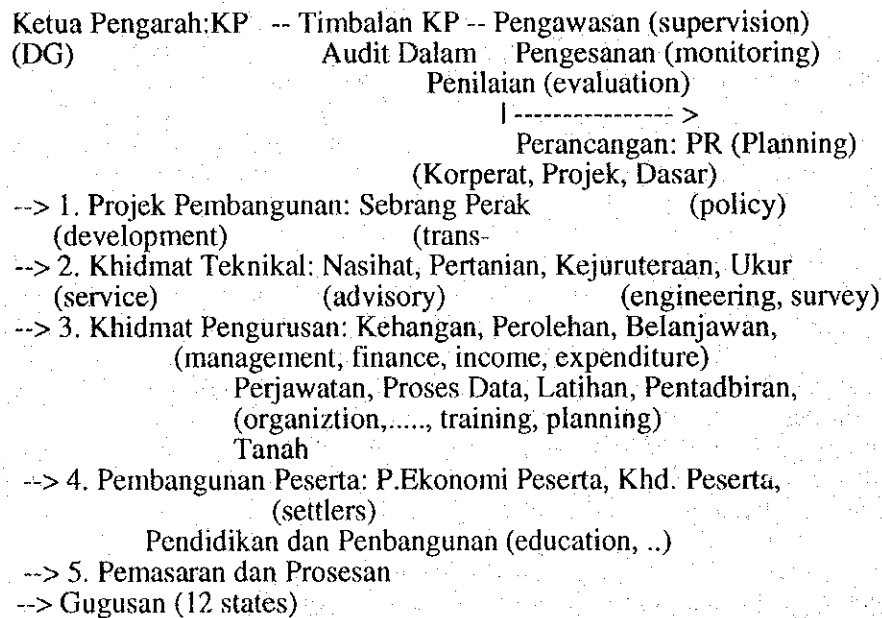 Ketua Pengarah:KP -- Timbalan KP -- Pengawasan (supervision)
(DG) Audit Dalam Pengesanan (monitoring)
Penilaian (evaluation)
|---------------- >
Perancangan: PR (Planning)
(Korperat, Projek, Dasar)
--> 1. Projek Pembangunan: Sebrang Perak (policy)
(development) (trans-
--> 2. Khidmat Teknikal: Nasihat, Pertanian, Kejuruteraan, Ukur
(service) (advisory) (engineering, survey)
--> 3. Khidmat Pengurusan: Kehangan, Perolehan, Belanjawan,
(management, finance, income, expenditure)
Perjawatan, Proses Data, Latihan, Pentadbiran,
(organiztion,....., training, planning)
Tanah
--> 4. Pembangunan Peserta: P.Ekonomi Peserta, Khd. Peserta,
(settlers)
Pendidikan dan Penbangunan (education, ..)
--> 5. Pemasaran dan Prosesan
--> Gugusan (12 states)